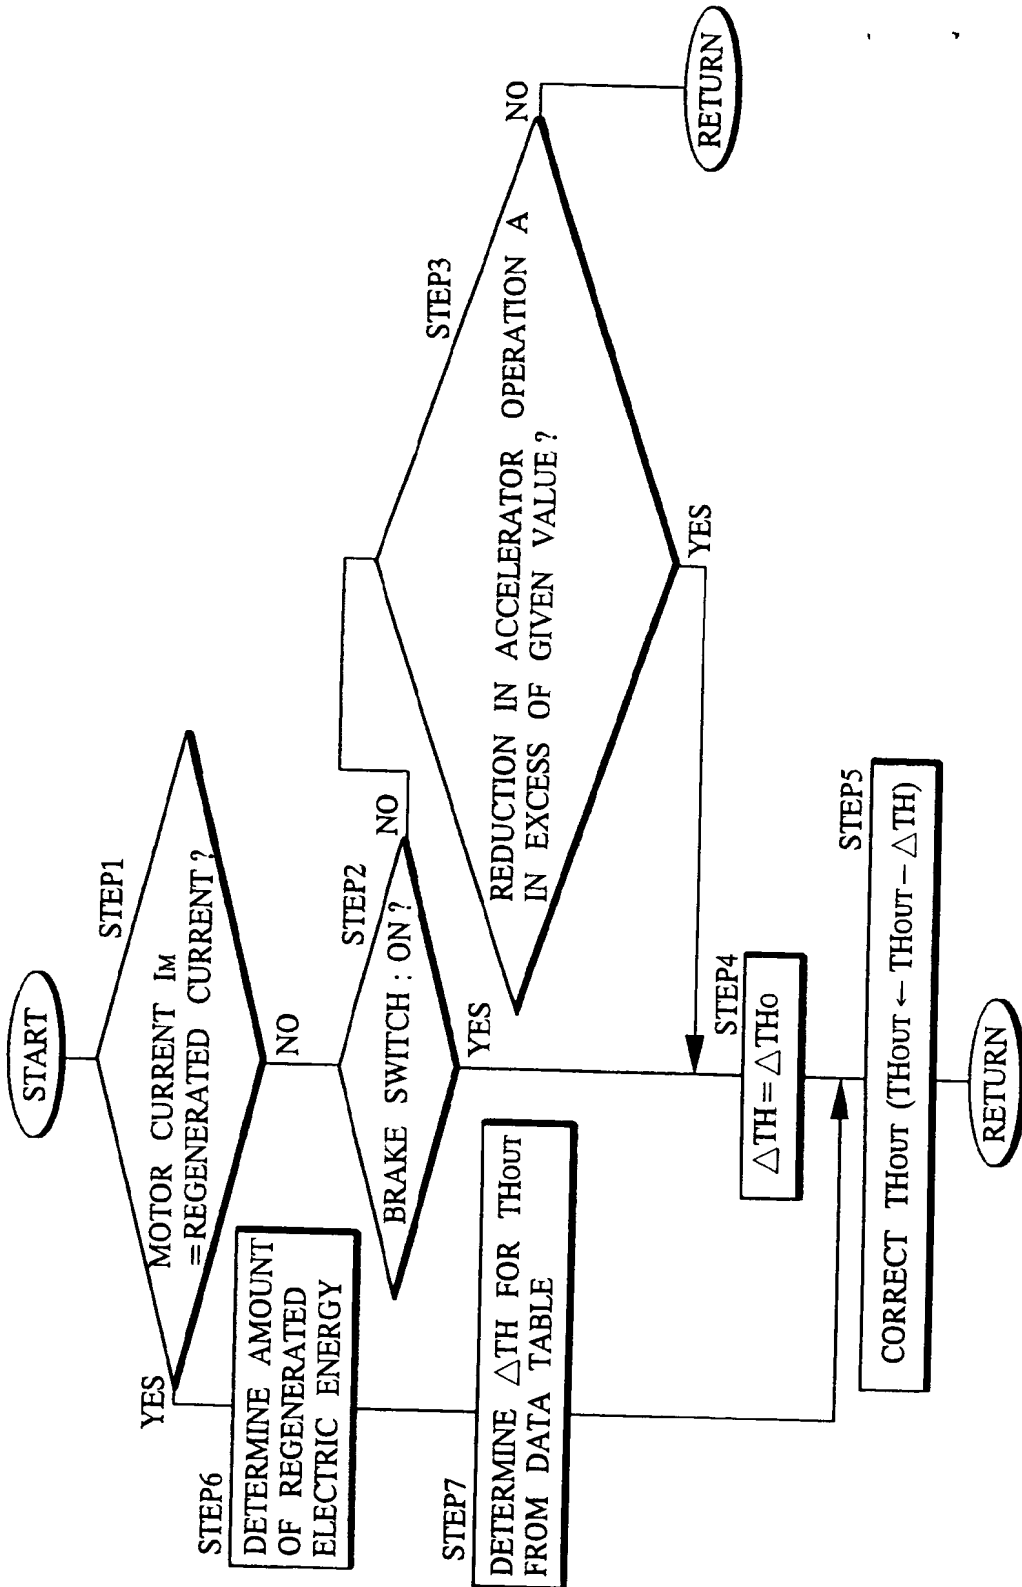 START
STEP1
MOTOR CURRENT IM
=REGENERATED CURRENT?
YES
NO
STEP6
DETERMINE AMOUNT
OF REGENERATED
ELECTRIC ENERGY
STEP2
BRAKE SWITCH : ON?
NO
YES
STEP3
REDUCTION IN ACCELERATOR OPERATION A
IN EXCESS OF GIVEN VALUE?
NO
YES
RETURN
STEP7
DETERMINE △TH FOR THOUT
FROM DATA TABLE
STEP4
△TH=△THO
STEP5
CORRECT THOUT (THOUT ← THOUT−△TH)
RETURN